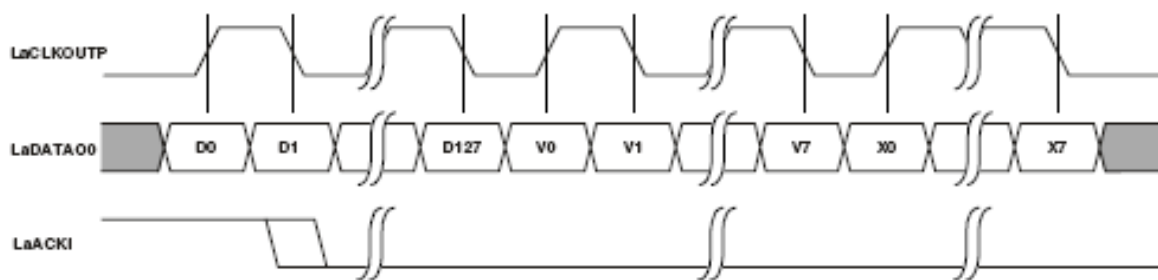 LaCLKOUTP
LaDATAO0 D0 D1 D127 V0 V1 V7 X0 X7
LaACKI